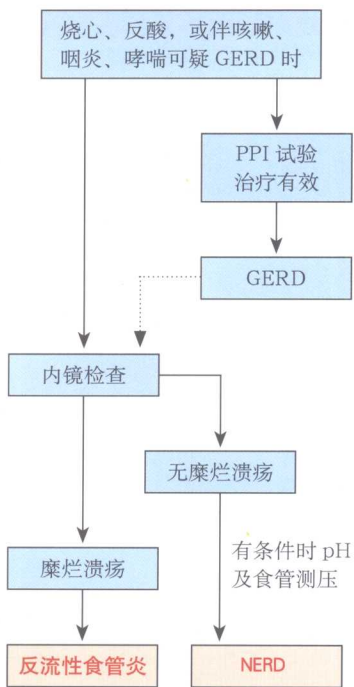 烧心、反酸，或伴咳嗽、
咽炎、哮喘可疑 GERD 时
PPI 试验
治疗有效
GERD
内镜检查
无糜烂溃疡
有条件时 pH
及食管测压
糜烂溃疡
反流性食管炎
NERD